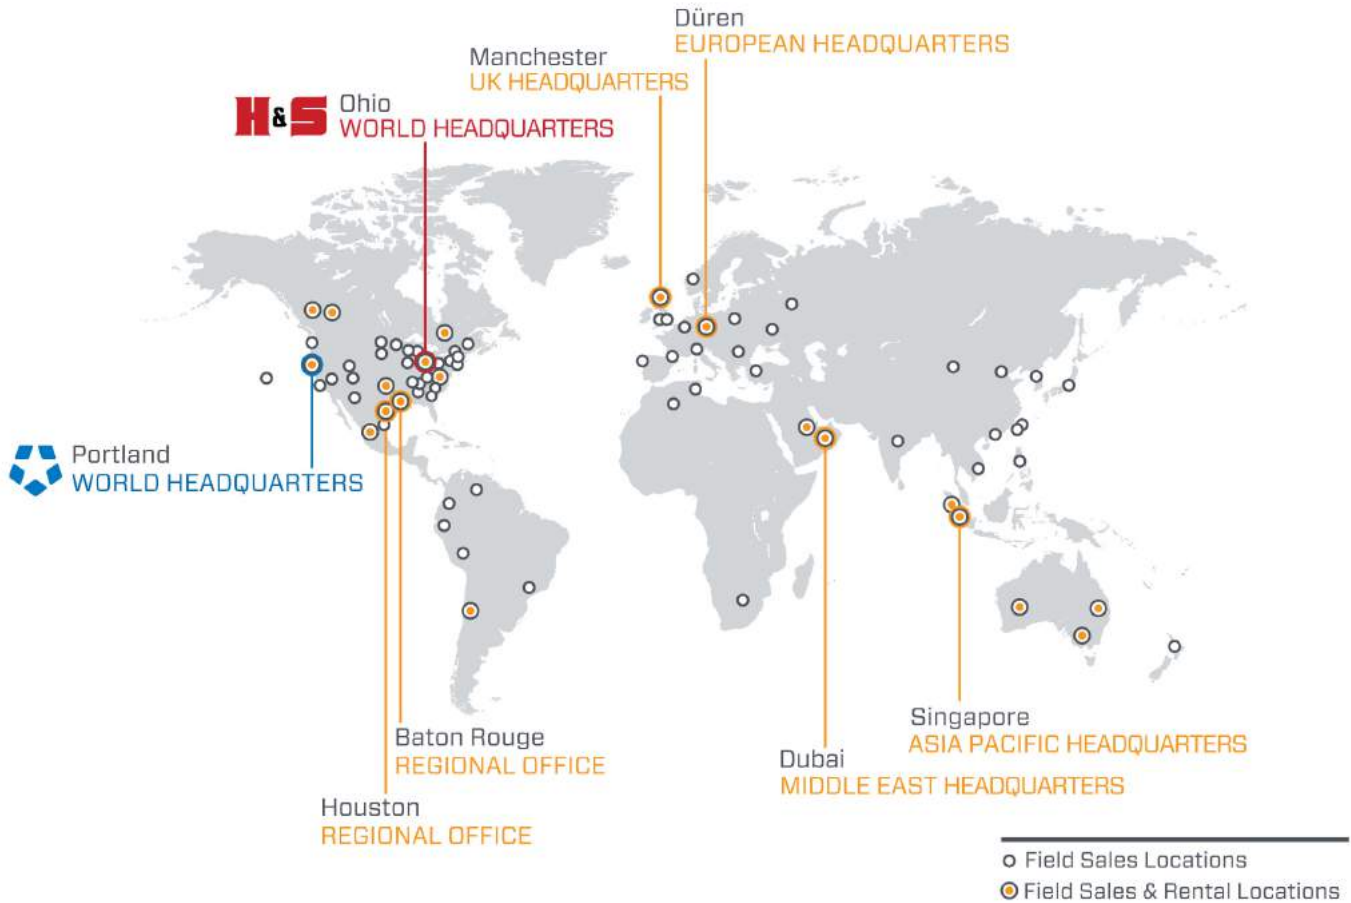 Düren
EUROPEAN HEADQUARTERS
Manchester
UK HEADQUARTERS
H&S
Ohio
WORLD HEADQUARTERS
Portland
WORLD HEADQUARTERS
Baton Rouge
REGIONAL OFFICE
Houston
REGIONAL OFFICE
Singapore
ASIA PACIFIC HEADQUARTERS
Dubai
MIDDLE EAST HEADQUARTERS
Field Sales Locations
Field Sales & Rental Locations